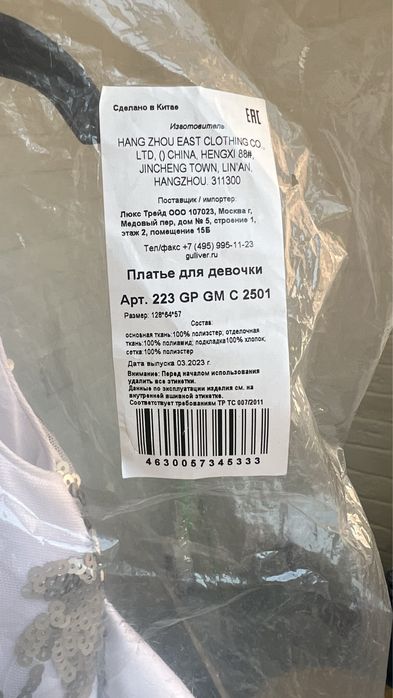 Сделано в Китае
EAC
Изготовитель
HANG ZHOU EAST CLOTHING CO.,
LTD, () CHINA, HENGXI 88#,
JINCHENG TOWN, LIN'AN,
HANGZHOU. 311300
Поставщик / импортер
Люкс Трейд ООО 107023, Москва г,
Медовый пер, дом № 5, строение 1,
этаж 2, помещение 15Б
Тел/факс +7 (495) 995-11-23
gulliver.ru
Платье для девочки
Арт. 223 GP GM C 2501
Размер: 128*64*57
Состав:
основная ткань:100% полиэстер; отделочная
ткань:100% полиамид; подкладка:100% хлопок;
сетка:100% полиэстер
Дата выпуска 03.2023 г.
Внимание: Перед началом использования
удалить все этикетки.
Данные по эксплуатации изделия см. на
внутренней вшивной этикетке.
Соответствует требованиям ТР ТС 007/2011
4630057345333